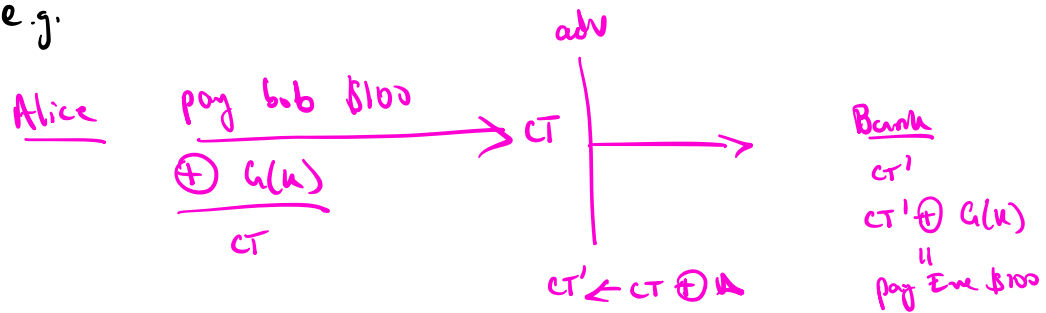 e.g.
adv
Alice pay bob $100
CT
⊕ G(k)
CT
CT' ← CT ⊕ Δ
Bank
CT'
CT' ⊕ G(k)
=
pay Eve $100